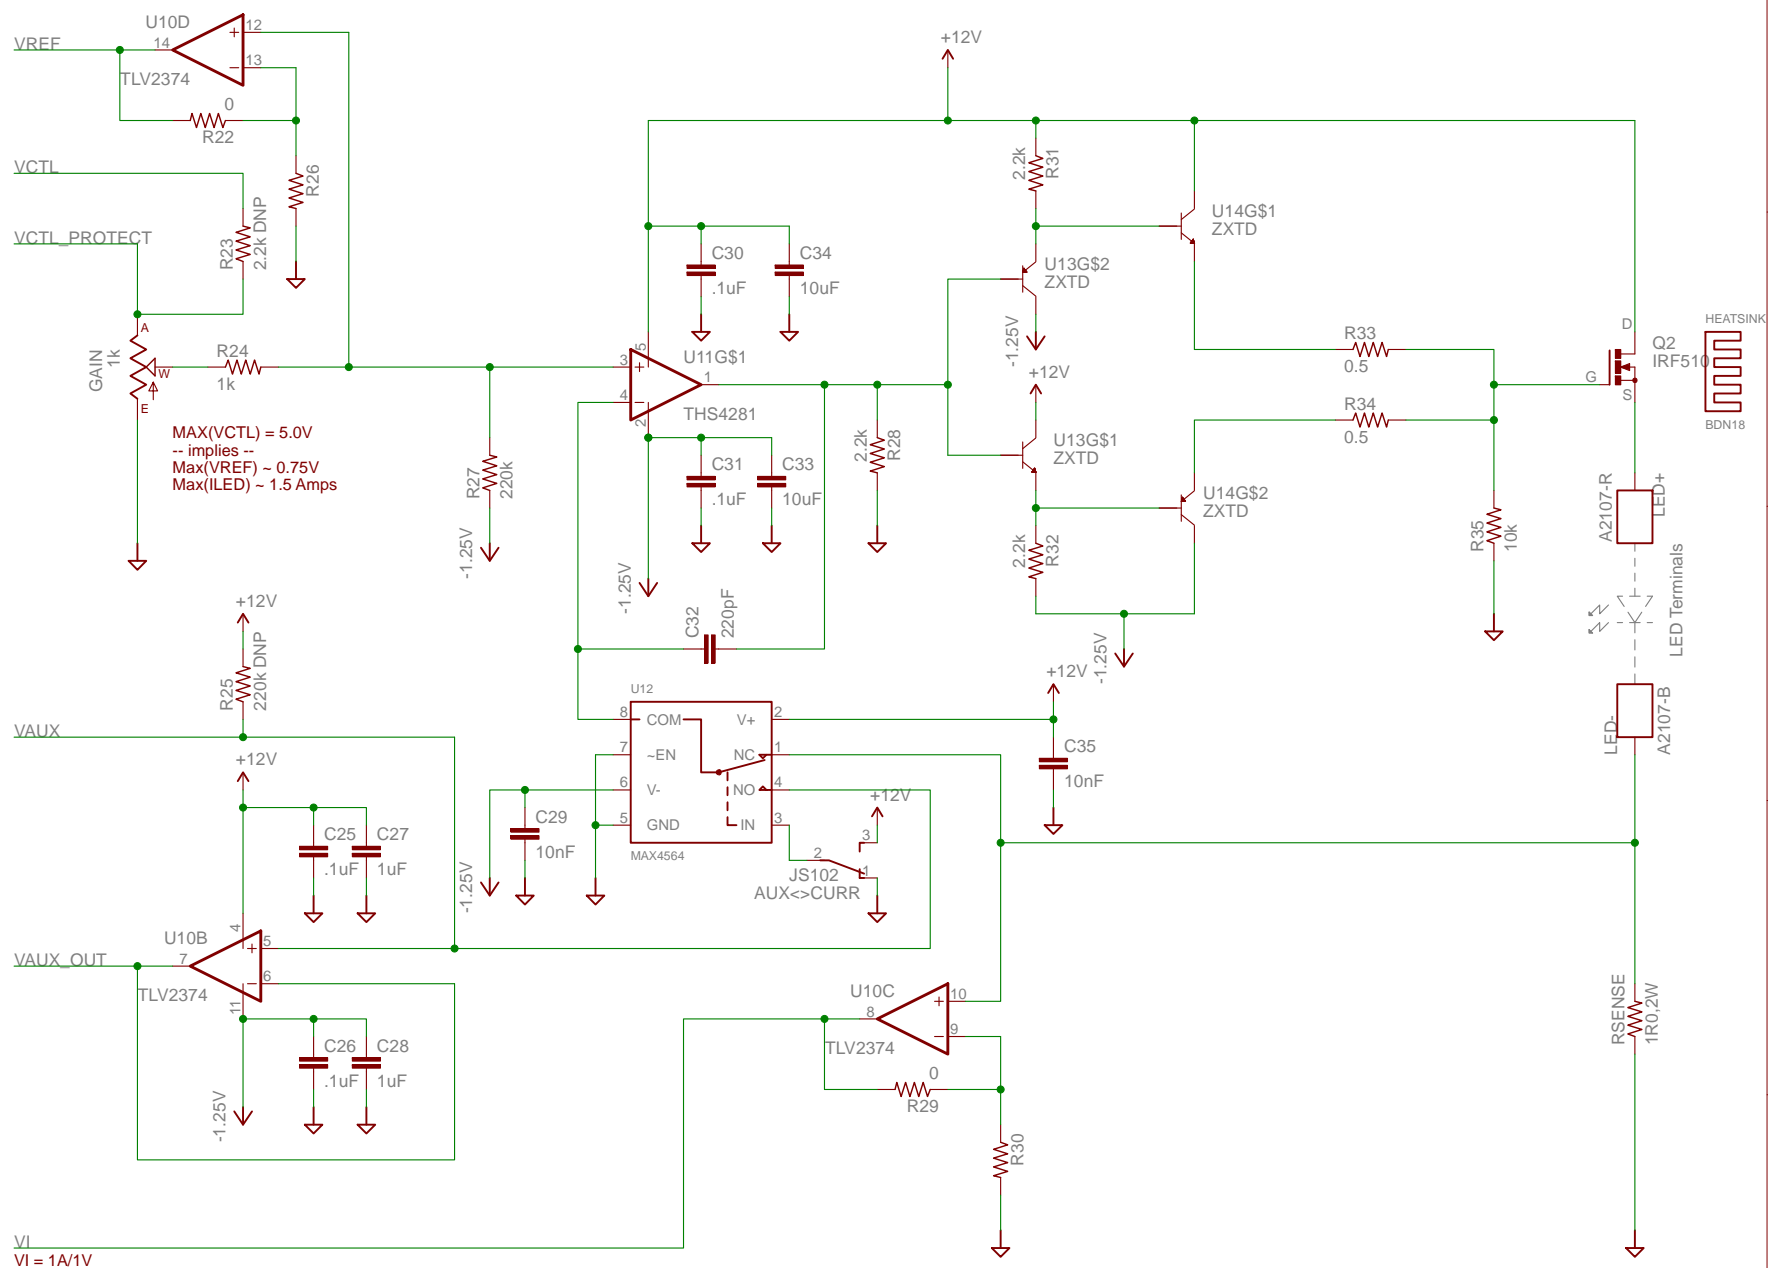 U10D
VREF
14
12
+
13
−
TLV2374
0
R22
VCTL
R26
R23
2.2k DNP
VCTL_PROTECT
A
GAIN
1k
W
E
R24
1k
MAX(VCTL) = 5.0V
-- implies --
Max(VREF) ~ 0.75V
Max(ILED) ~ 1.5 Amps
R27
220k
-1.25V
+12V
C30
.1uF
C34
10uF
5
3
+
4
−
2
1
U11G$1
THS4281
C31
.1uF
C33
10uF
2.2k
R28
-1.25V
C32
220pF
2.2k
R31
U13G$2
ZXTD
-1.25V
+12V
U13G$1
ZXTD
2.2k
R32
-1.25V
U14G$1
ZXTD
U14G$2
ZXTD
R33
0.5
R34
0.5
R35
10k
D
G
S
Q2
IRF510
HEATSINK
BDN18
A2107-R
LED+
LED Terminals
LED-
A2107-B
RSENSE
1R0,2W
+12V
R25
220k DNP
VAUX
+12V
C25
.1uF
C27
1uF
U10B
4
5
+
6
−
7
11
VAUX_OUT
TLV2374
C26
.1uF
C28
1uF
-1.25V
U12
8
COM
V+
2
7
~EN
NC
1
6
V-
NO
4
5
GND
IN
3
MAX4564
C29
10nF
-1.25V
+12V
C35
10nF
+12V
3
2
1
JS102
AUX<>CURR
U10C
10
+
9
−
8
TLV2374
0
R29
R30
VI
VI = 1A/1V